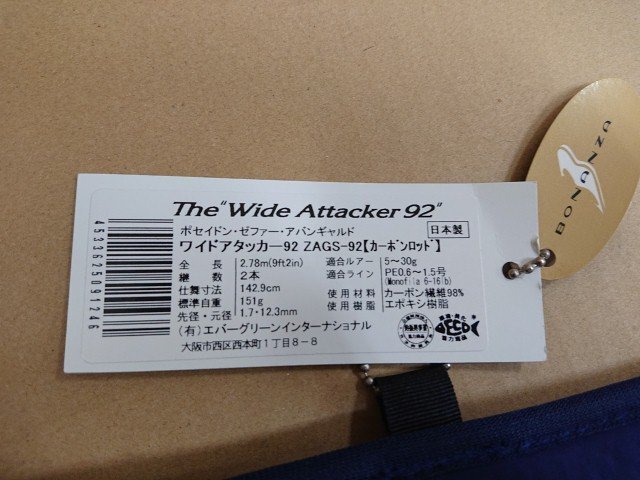 The "Wide Attacker 92"
ポセイドン・ゼファー・アバンギャルド
日本製
ワイドアタッカー92 ZAGS-92【カーボンロッド】
全長 2.78m(9ft2in) 適合ルアー 5〜30g
継数 2本 適合ライン PE0.6〜1.5号
(Monofila 6-16lb)
仕舞寸法 142.9cm
標準自重 151g 使用材料 カーボン繊維98%
先径・元径 1.7・12.3mm 使用樹脂 エポキシ樹脂
(有)エバーグリーンインターナショナル
大阪市西区西本町1丁目8-8
4533625091246
ECO